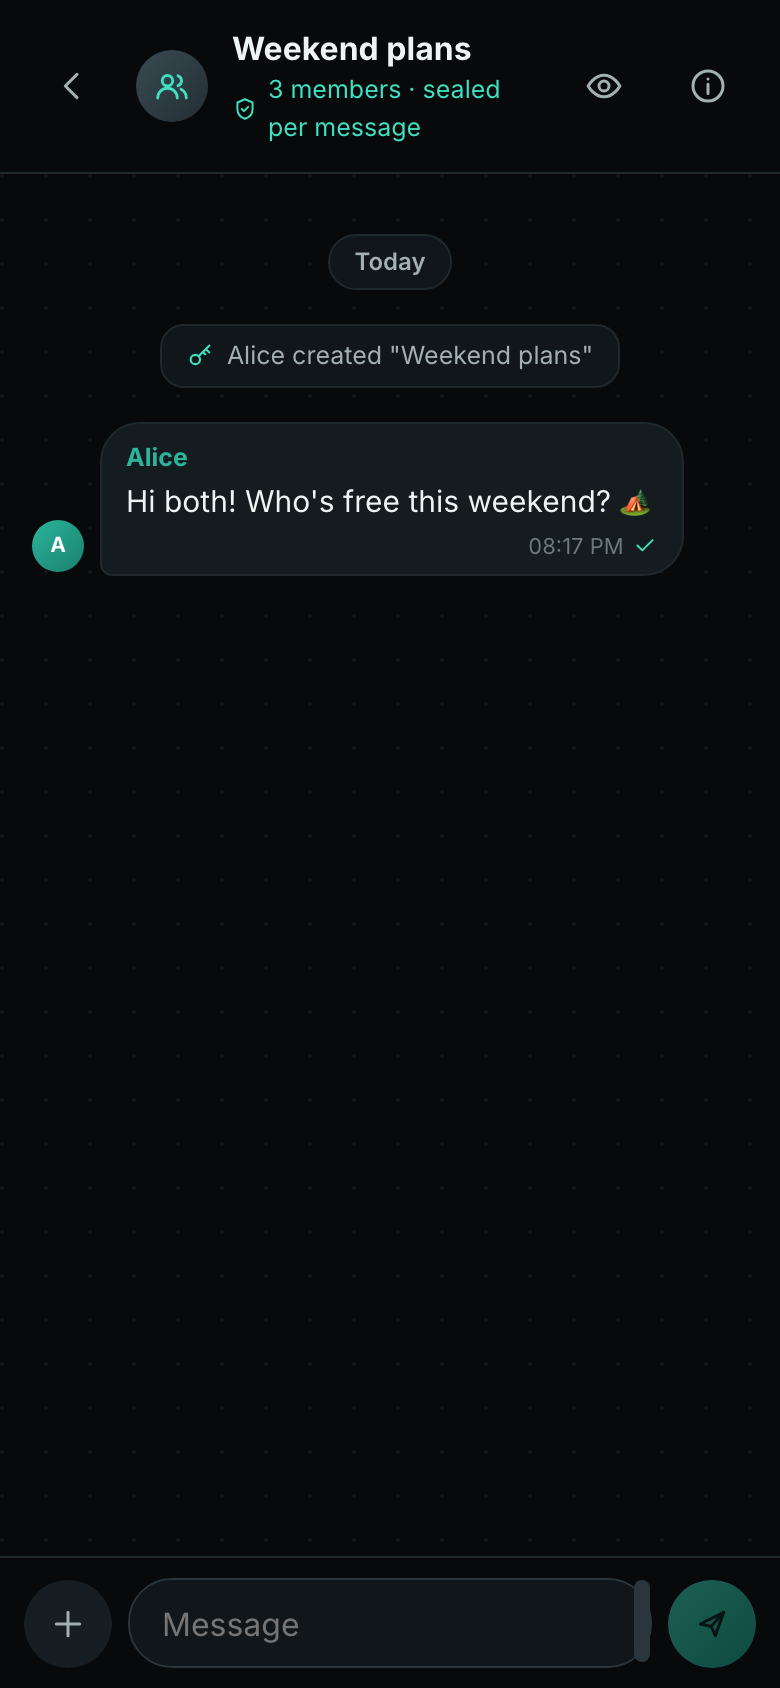 Weekend plans
3 members · sealed
per message
Today
Alice created "Weekend plans"
Alice
Hi both! Who's free this weekend? 🏕️
A
08:17 PM
Message